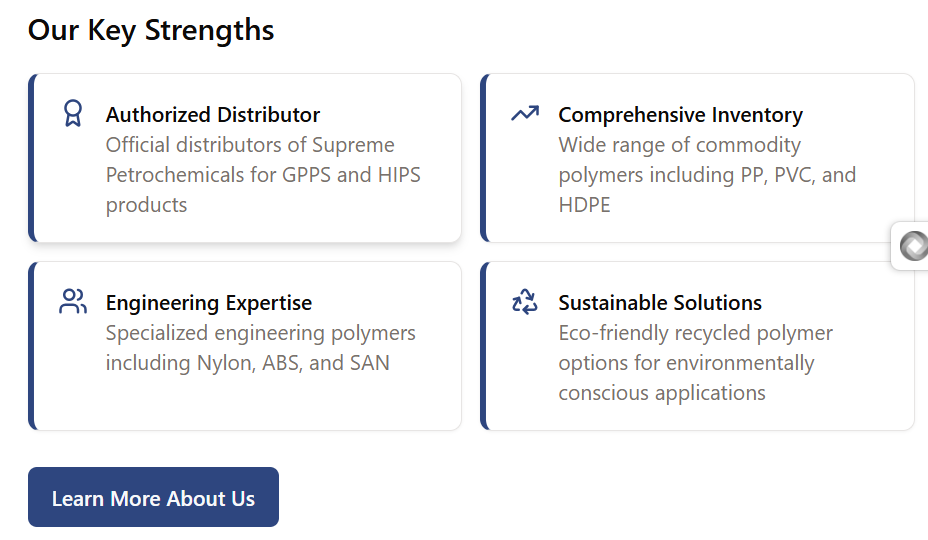 Our Key Strengths
Authorized Distributor
Official distributors of Supreme
Petrochemicals for GPPS and HIPS
products
Comprehensive Inventory
Wide range of commodity
polymers including PP, PVC, and
HDPE
Engineering Expertise
Specialized engineering polymers
including Nylon, ABS, and SAN
Sustainable Solutions
Eco-friendly recycled polymer
options for environmentally
conscious applications
Learn More About Us